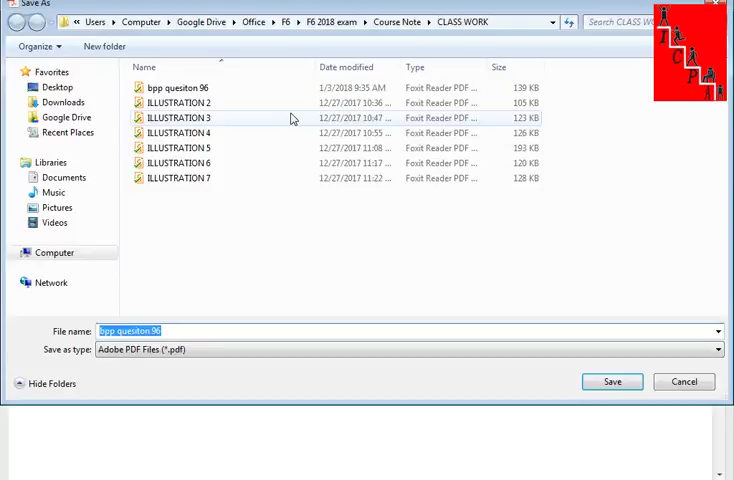 Save As
Users Computer Google Drive Office F6 F6 2018 exam Course Note CLASS WORK Search CLASS W
Organize New folder
Name Date modified Type Size
Favorites
Desktop
Downloads
Google Drive
Recent Places
Libraries
Documents
Music
Pictures
Videos
Computer
Network
bpp quesiton 96 1/3/2018 9:35 AM Foxit Reader PDF ... 139 KB
ILLUSTRATION 2 12/27/2017 10:36 ... Foxit Reader PDF ... 105 KB
ILLUSTRATION 3 12/27/2017 10:47 ... Foxit Reader PDF ... 123 KB
ILLUSTRATION 4 12/27/2017 10:55 ... Foxit Reader PDF ... 126 KB
ILLUSTRATION 5 12/27/2017 11:08 ... Foxit Reader PDF ... 193 KB
ILLUSTRATION 6 12/27/2017 11:17 ... Foxit Reader PDF ... 120 KB
ILLUSTRATION 7 12/27/2017 11:22 ... Foxit Reader PDF ... 128 KB
File name: bpp quesiton 96
Save as type: Adobe PDF Files (*.pdf)
Hide Folders Save Cancel
I C P A